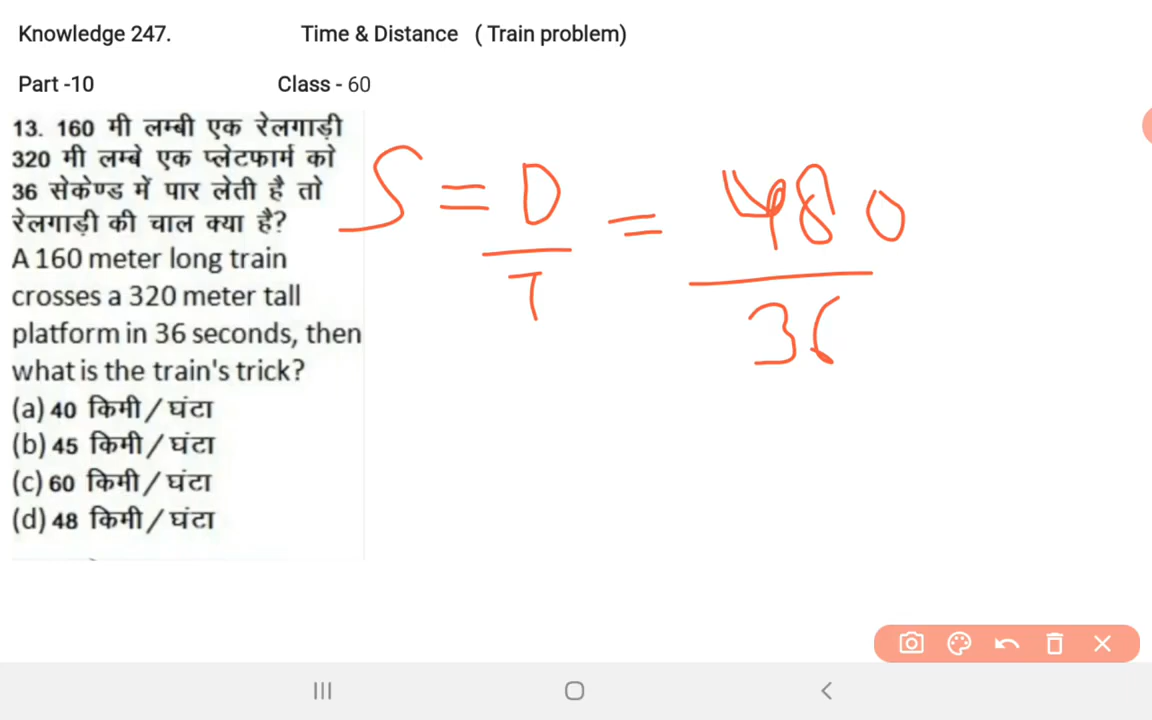 Knowledge 247. Time & Distance ( Train problem)
Part -10 Class - 60
13. 160 मी लम्बी एक रेलगाड़ी
320 मी लम्बे एक प्लेटफार्म को
36 सेकेण्ड में पार लेती है तो
रेलगाड़ी की चाल क्या है?
A 160 meter long train
crosses a 320 meter tall
platform in 36 seconds, then
what is the train's trick?
(a) 40 किमी / घंटा
(b) 45 किमी / घंटा
(c) 60 किमी / घंटा
(d) 48 किमी / घंटा
S = D = 480
T 36